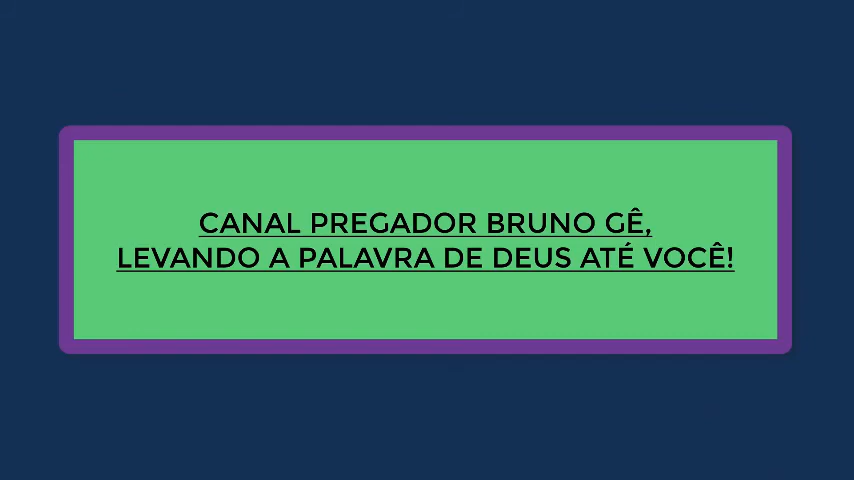 CANAL PREGADOR BRUNO GÊ,
LEVANDO A PALAVRA DE DEUS ATÉ VOCÊ!